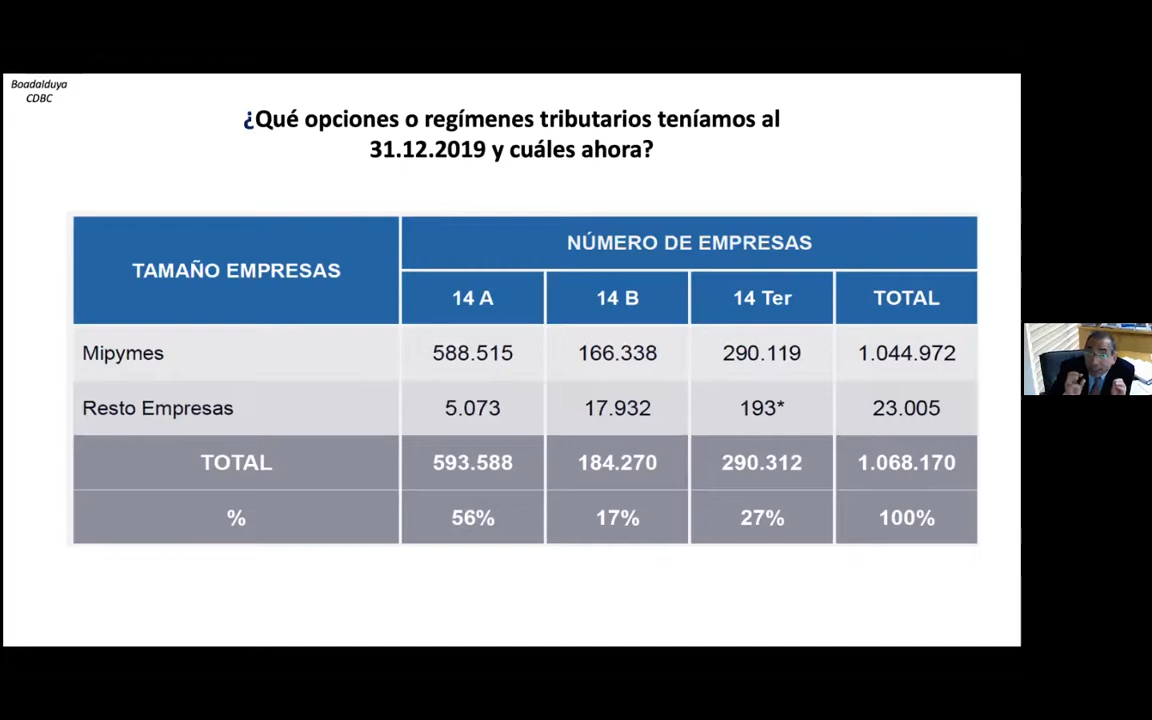 Boadalduya
CDBC
¿Qué opciones o regímenes tributarios teníamos al
31.12.2019 y cuáles ahora?
TAMAÑO EMPRESAS
NÚMERO DE EMPRESAS
14 A 14 B 14 Ter TOTAL
Mipymes 588.515 166.338 290.119 1.044.972
Resto Empresas 5.073 17.932 193* 23.005
TOTAL 593.588 184.270 290.312 1.068.170
% 56% 17% 27% 100%